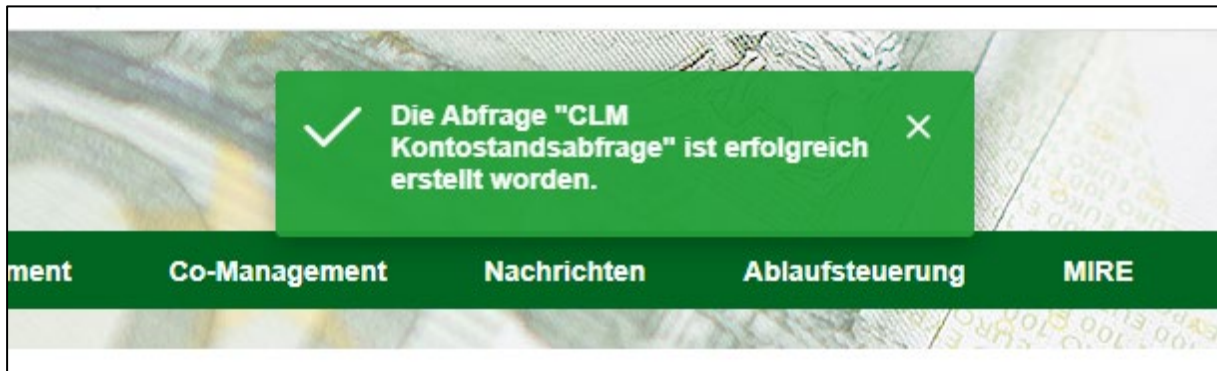 Die Abfrage "CLM
Kontostandsabfrage" ist erfolgreich
erstellt worden.
ment Co-Management Nachrichten Ablaufsteuerung MIRE